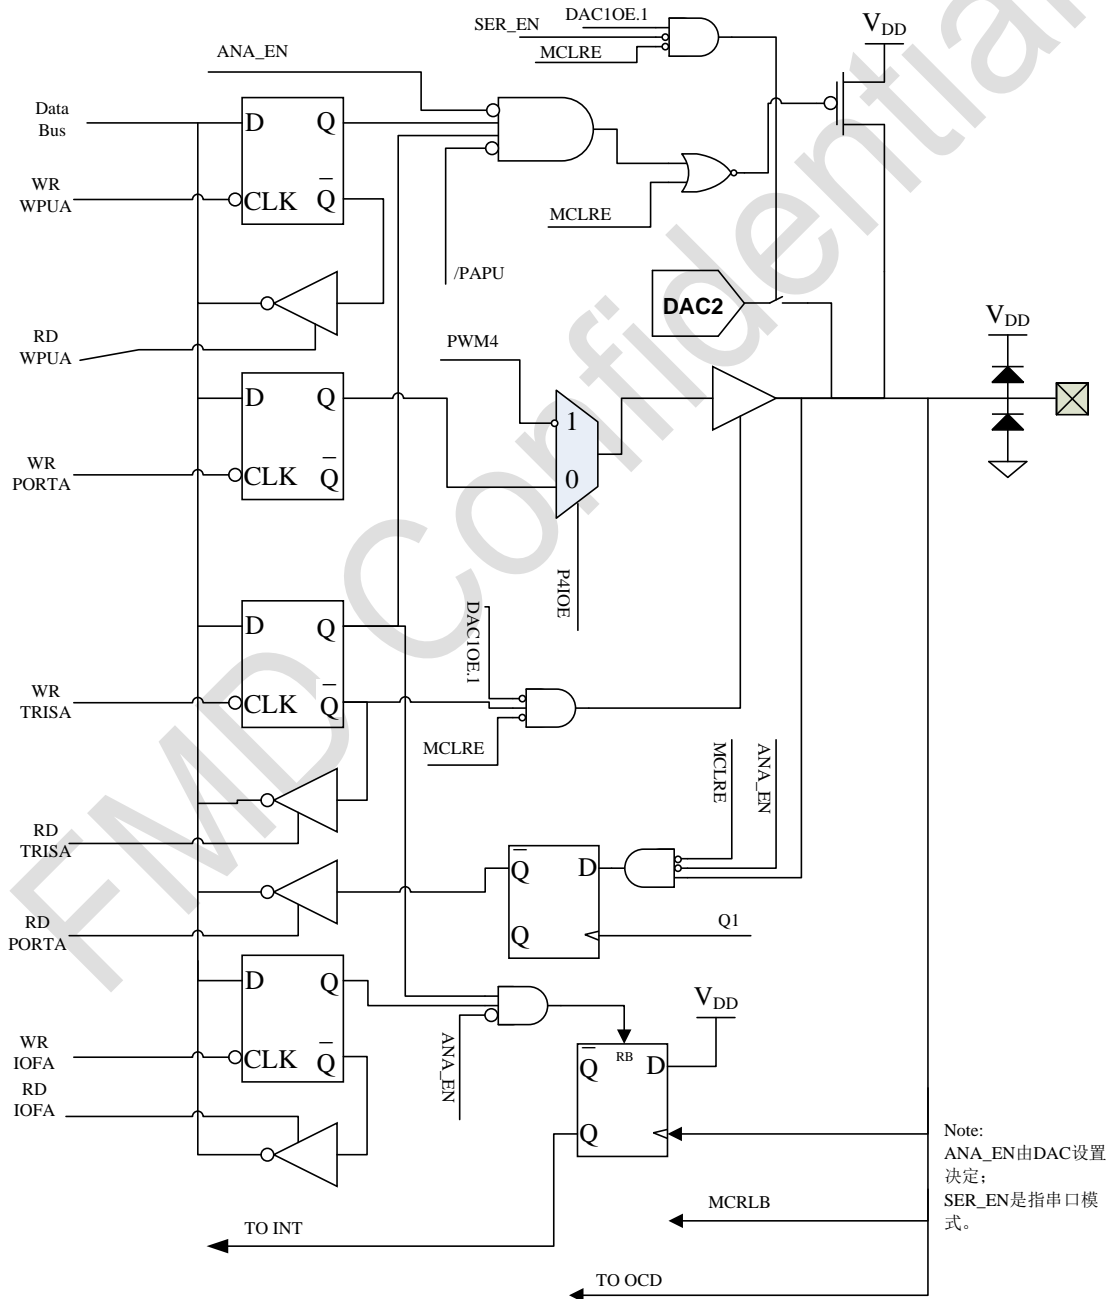 DAC1OE.1
SER_EN
MCLRE
V_DD
ANA_EN
Data
Bus
D
Q
WR
WPUA
CLK
Q̅
MCLRE
/PAPU
DAC2
RD
WPUA
PWM4
V_DD
D
Q
1
0
WR
PORTA
CLK
Q̅
P4IOE
D
Q
DAC1OE.1
WR
TRISA
CLK
Q̅
MCLRE
MCLRE
ANA_EN
RD
TRISA
Q̅
D
RD
PORTA
Q
Q1
D
Q
V_DD
WR
IOFA
CLK
Q̅
ANA_EN
RB
Q̅
D
RD
IOFA
Q
Note:
ANA_EN由DAC设置
决定；
SER_EN是指串口模
式。
MCRLB
TO INT
TO OCD
FMD Confidential